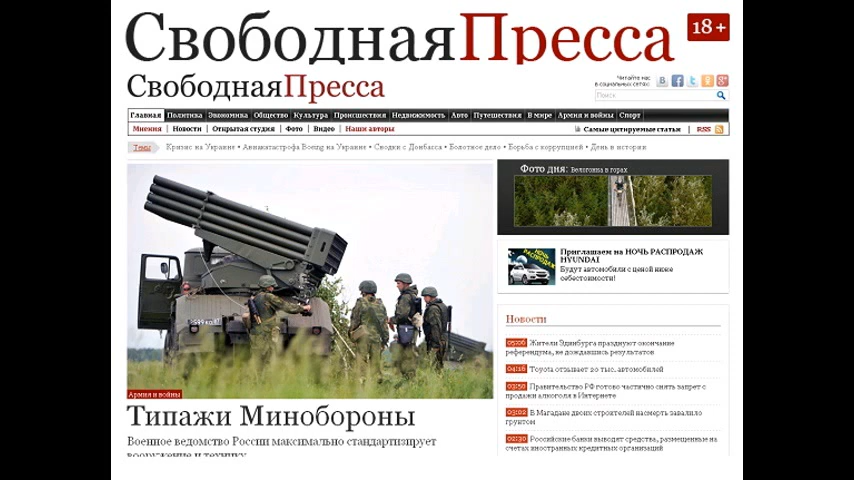 СвободнаяПресса
18+
СвободнаяПресса
Читайте нас
в социальных сетях:
Поиск
Главная Политика Экономика Общество Культура Происшествия Недвижимость Авто Путешествия В мире Армия и войны Спорт
Мнения Новости Открытая студия Фото Видео Наши авторы Самые цитируемые статьи RSS
Темы Кризис на Украине • Авиакатастрофа Boeing на Украине • Сводки с Донбасса • Болотное дело • Борьба с коррупцией • День в истории
Фото дня: Велогонка в горах
НОЧЬ
РАСПРОДАЖ
Приглашаем на НОЧЬ РАСПРОДАЖ
HYUNDAI
Будут автомобили с ценой ниже
себестоимости!
Новости
05:06 Жители Эдинбурга празднуют окончание
референдума, не дождавшись результатов
04:16 Toyota отзывает 20 тыс. автомобилей
03:50 Правительство РФ готово частично снять запрет с
продажи алкоголя в Интернете
03:02 В Магадане двоих строителей насмерть завалило
грунтом
02:30 Российские банки выводят средства, размещенные на
счетах иностранных кредитных организаций
Армия и войны
Типажи Минобороны
Военное ведомство России максимально стандартизирует
вооружение и технику